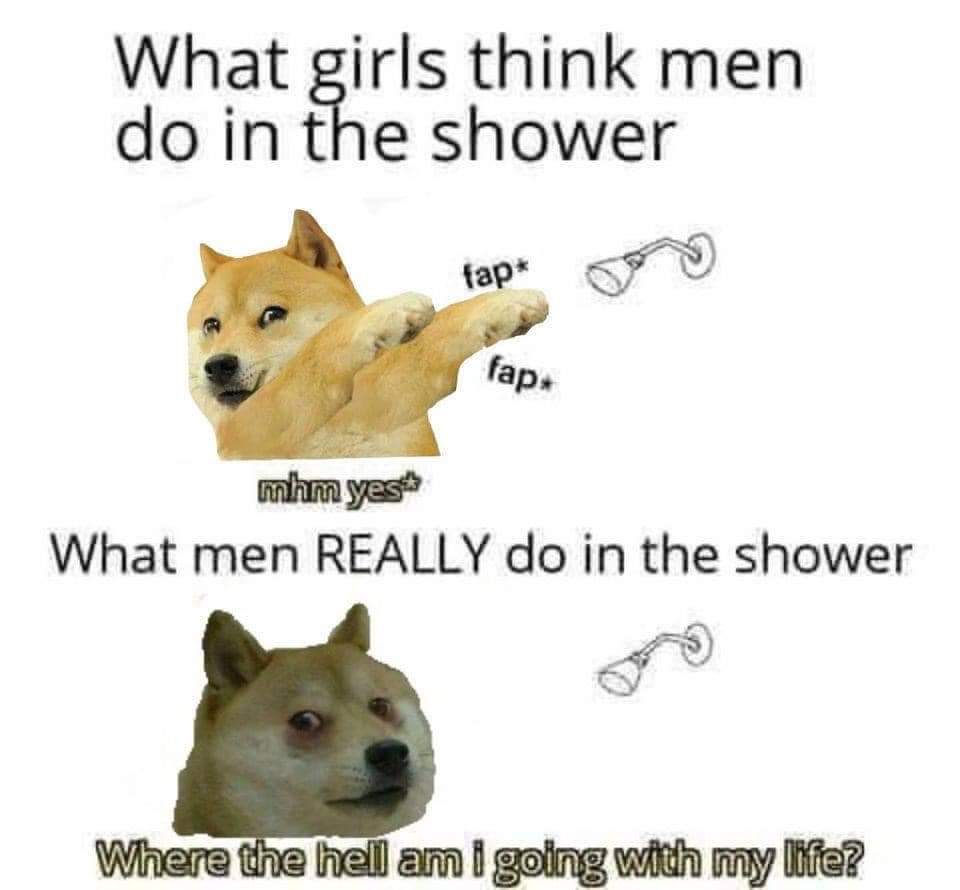 What girls think men
do in the shower
fap*
fap*
mhm yes*
What men REALLY do in the shower
Where the hell am i going with my life?